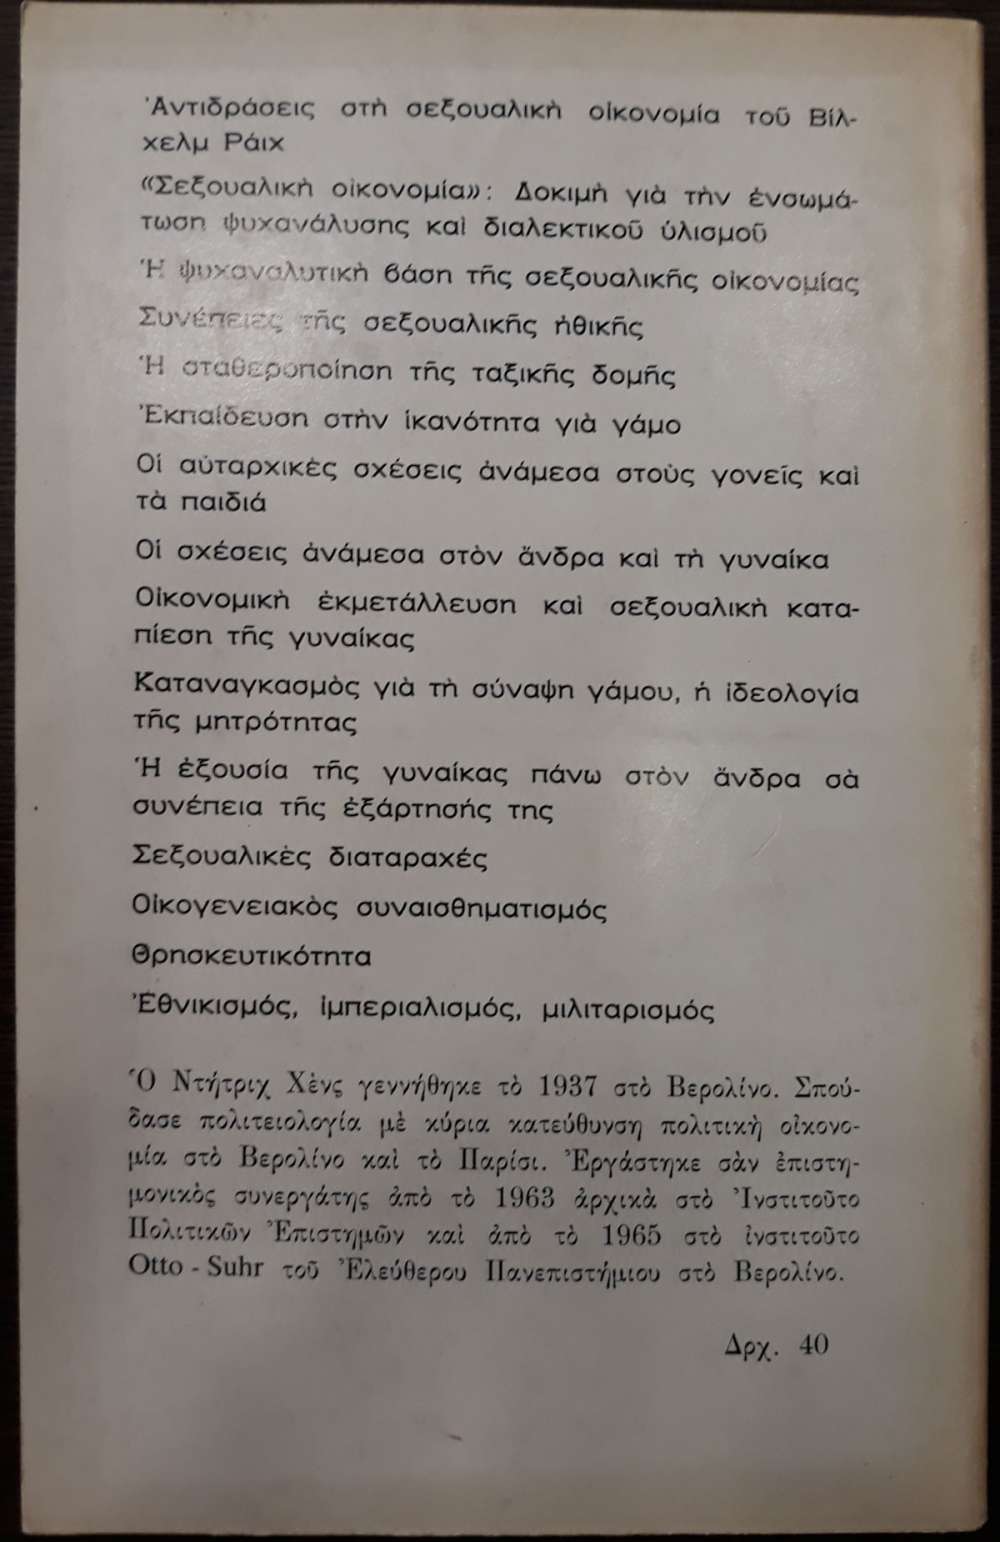 Ἀντιδράσεις στὴ σεξουαλικὴ οἰκονομία τοῦ Βίλ-
χελμ Ράιχ
«Σεξουαλικὴ οἰκονομία»: Δοκιμὴ γιὰ τὴν ἐνσωμά-
τωση ψυχανάλυσης καὶ διαλεκτικοῦ ὑλισμοῦ
Ἡ ψυχαναλυτικὴ βάση τῆς σεξουαλικῆς οἰκονομίας
Συνέπειες τῆς σεξουαλικῆς ἠθικῆς
Ἡ σταθεροποίηση τῆς ταξικῆς δομῆς
Ἐκπαίδευση στὴν ἱκανότητα γιὰ γάμο
Οἱ αὐταρχικὲς σχέσεις ἀνάμεσα στοὺς γονεῖς καὶ
τὰ παιδιά
Οἱ σχέσεις ἀνάμεσα στὸν ἄνδρα καὶ τὴ γυναίκα
Οἰκονομικὴ ἐκμετάλλευση καὶ σεξουαλικὴ κατα-
πίεση τῆς γυναίκας
Καταναγκασμὸς γιὰ τὴ σύναψη γάμου, ἡ ἰδεολογία
τῆς μητρότητας
Ἡ ἐξουσία τῆς γυναίκας πάνω στὸν ἄνδρα σὰ
συνέπεια τῆς ἐξάρτησής της
Σεξουαλικὲς διαταραχές
Οἰκογενειακὸς συναισθηματισμός
Θρησκευτικότητα
Ἐθνικισμός, ἰμπεριαλισμός, μιλιταρισμός
Ὁ Ντήτριχ Χὲνς γεννήθηκε τὸ 1937 στὸ Βερολίνο. Σπού-
δασε πολιτειολογία μὲ κύρια κατεύθυνση πολιτικὴ οἰκονο-
μία στὸ Βερολίνο καὶ τὸ Παρίσι. Ἐργάστηκε σὰν ἐπιστη-
μονικὸς συνεργάτης ἀπὸ τὸ 1963 ἀρχικὰ στὸ Ἰνστιτοῦτο
Πολιτικῶν Ἐπιστημῶν καὶ ἀπὸ τὸ 1965 στὸ ἰνστιτοῦτο
Otto - Suhr τοῦ Ἐλεύθερου Πανεπιστήμιου στὸ Βερολίνο.
Δρχ. 40